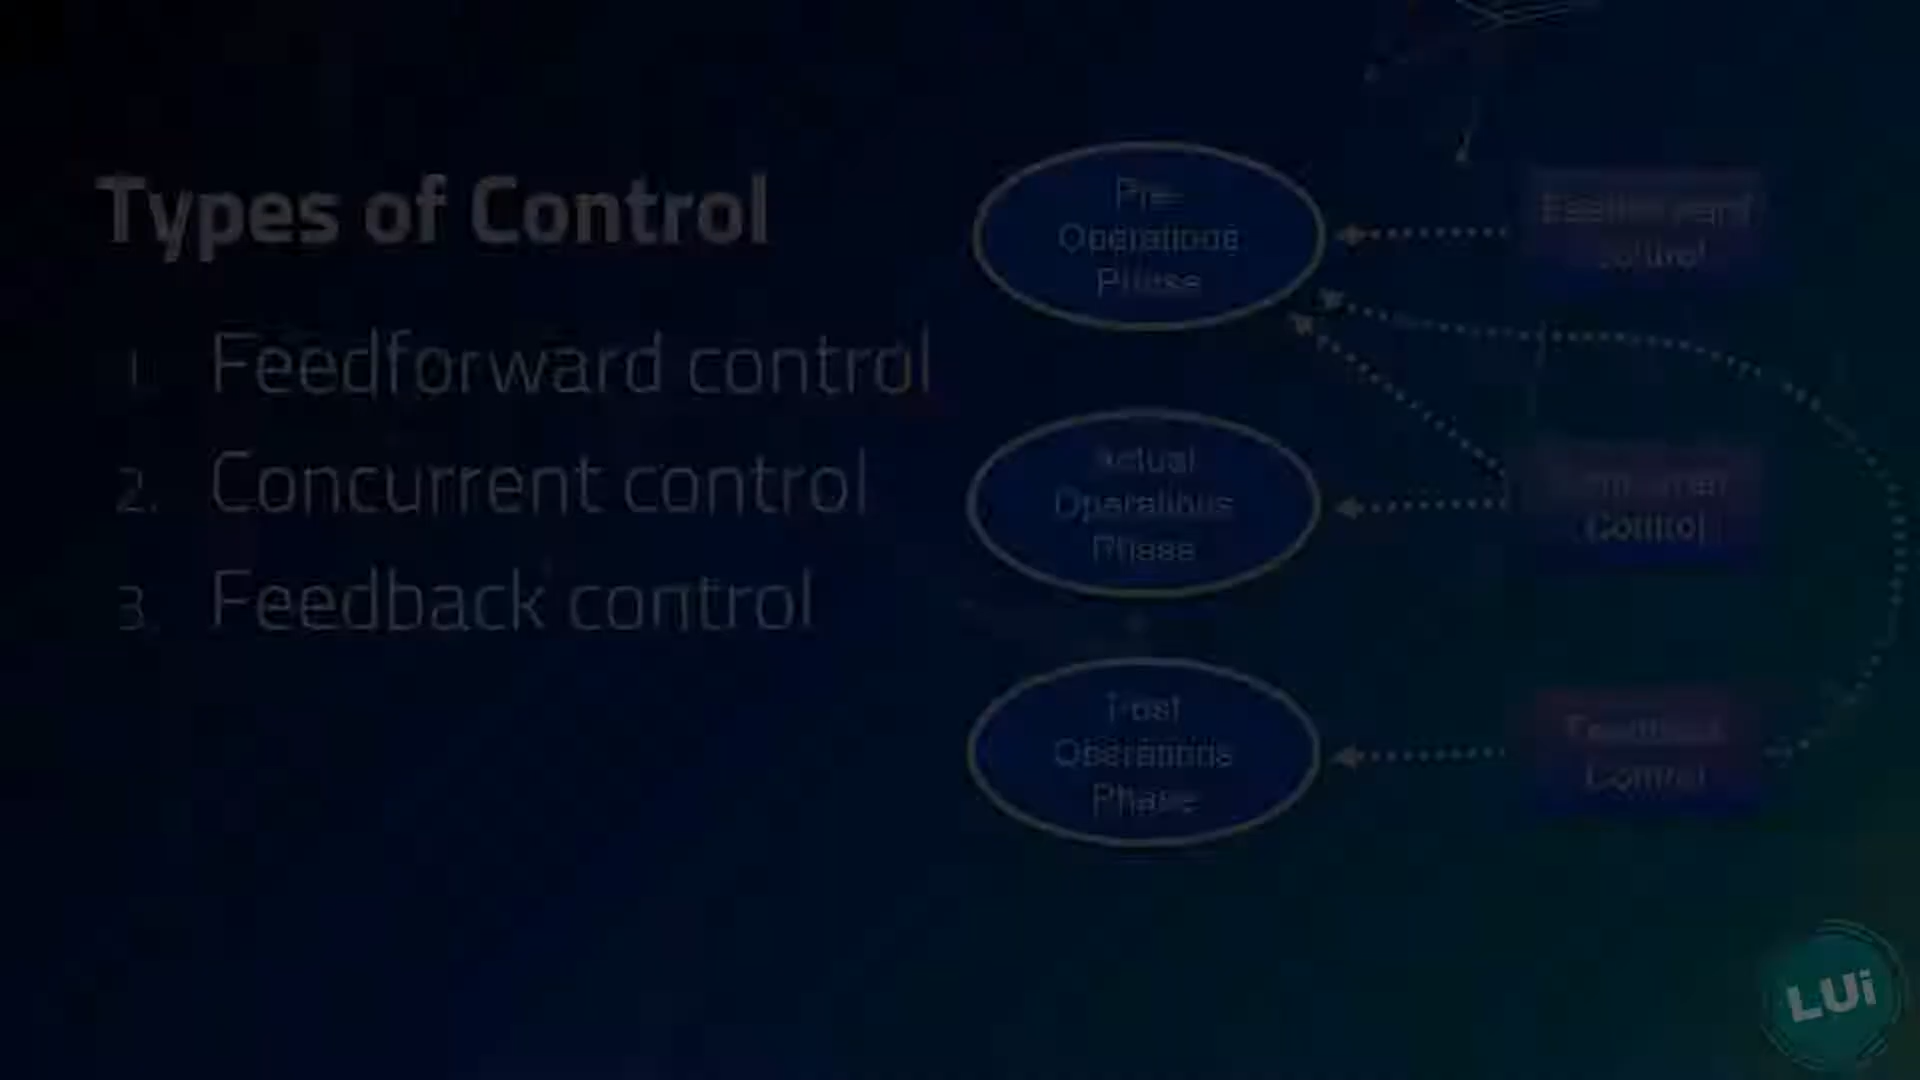 Types of Control
1. Feedforward control
2. Concurrent control
3. Feedback control
Pre-
Operations
Phase
Actual
Operations
Phase
Post
Operations
Phase
Control
Control
Control
LUi